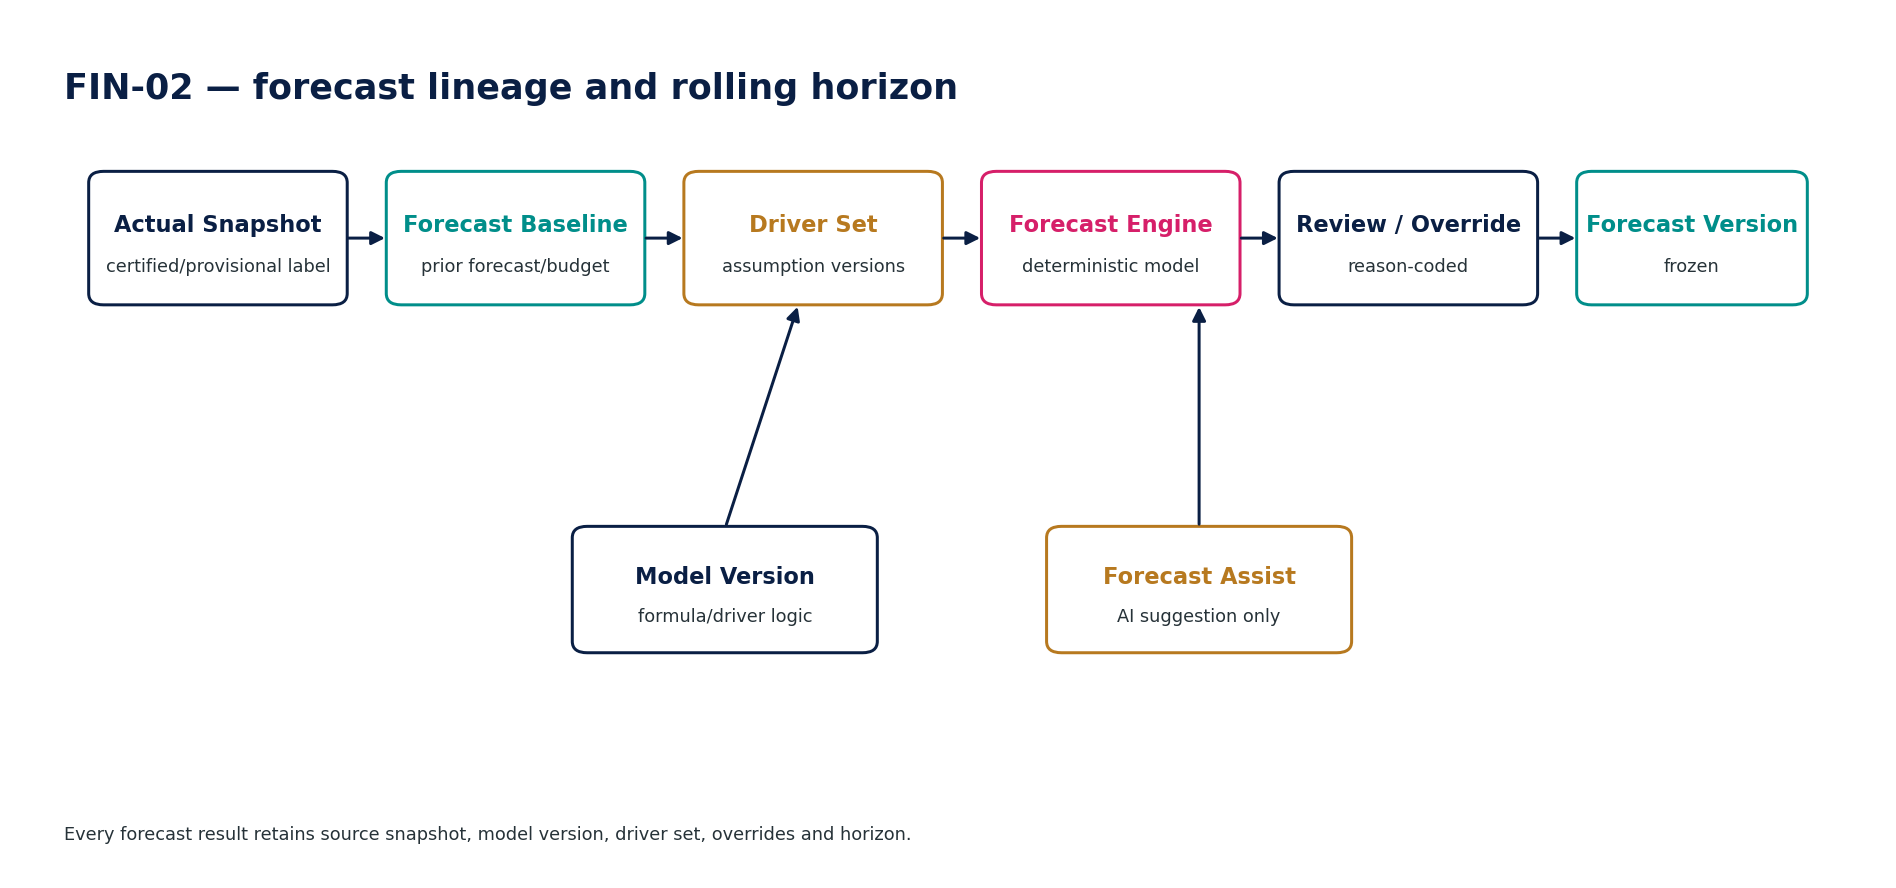 FIN-02 — forecast lineage and rolling horizon
Actual Snapshot
certified/provisional label
Forecast Baseline
prior forecast/budget
Driver Set
assumption versions
Forecast Engine
deterministic model
Review / Override
reason-coded
Forecast Version
frozen
Model Version
formula/driver logic
Forecast Assist
AI suggestion only
Every forecast result retains source snapshot, model version, driver set, overrides and horizon.